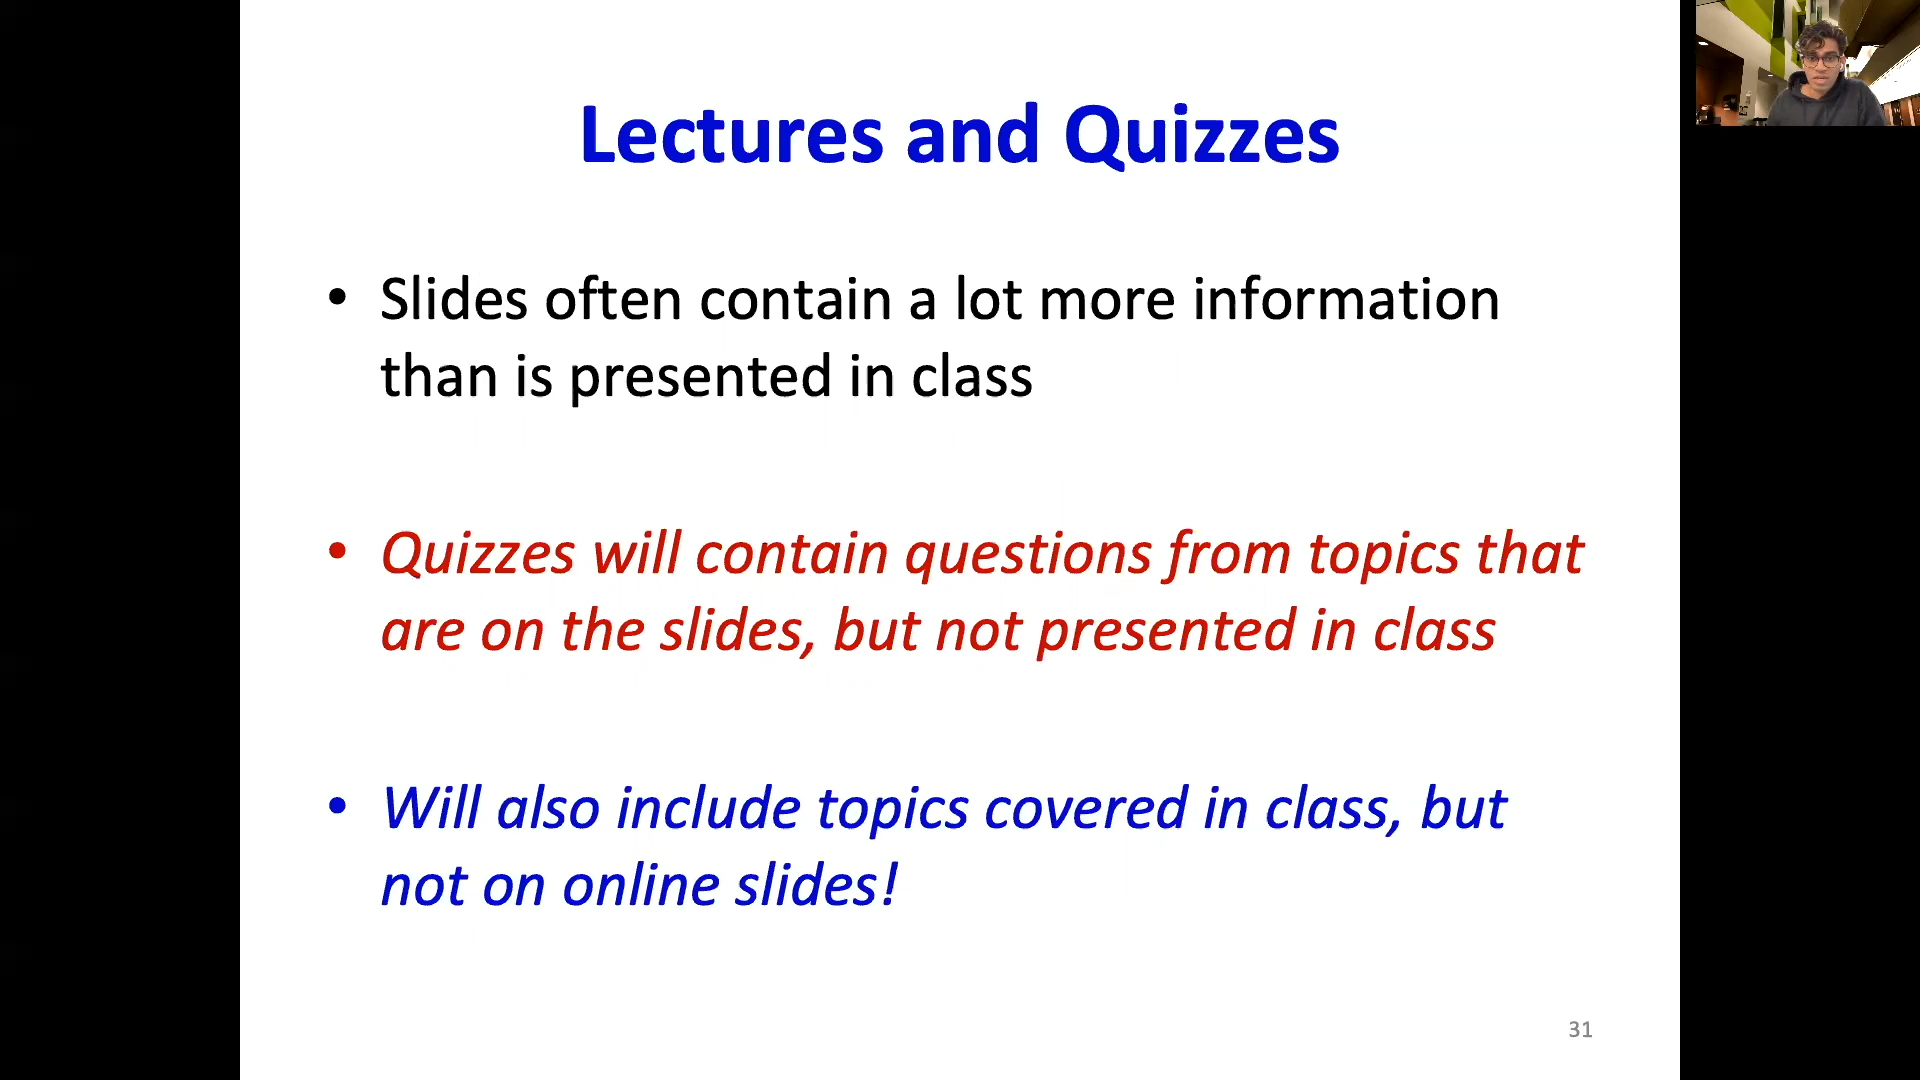 Lectures and Quizzes
• Slides often contain a lot more information
than is presented in class
• Quizzes will contain questions from topics that
are on the slides, but not presented in class
• Will also include topics covered in class, but
not on online slides!
31